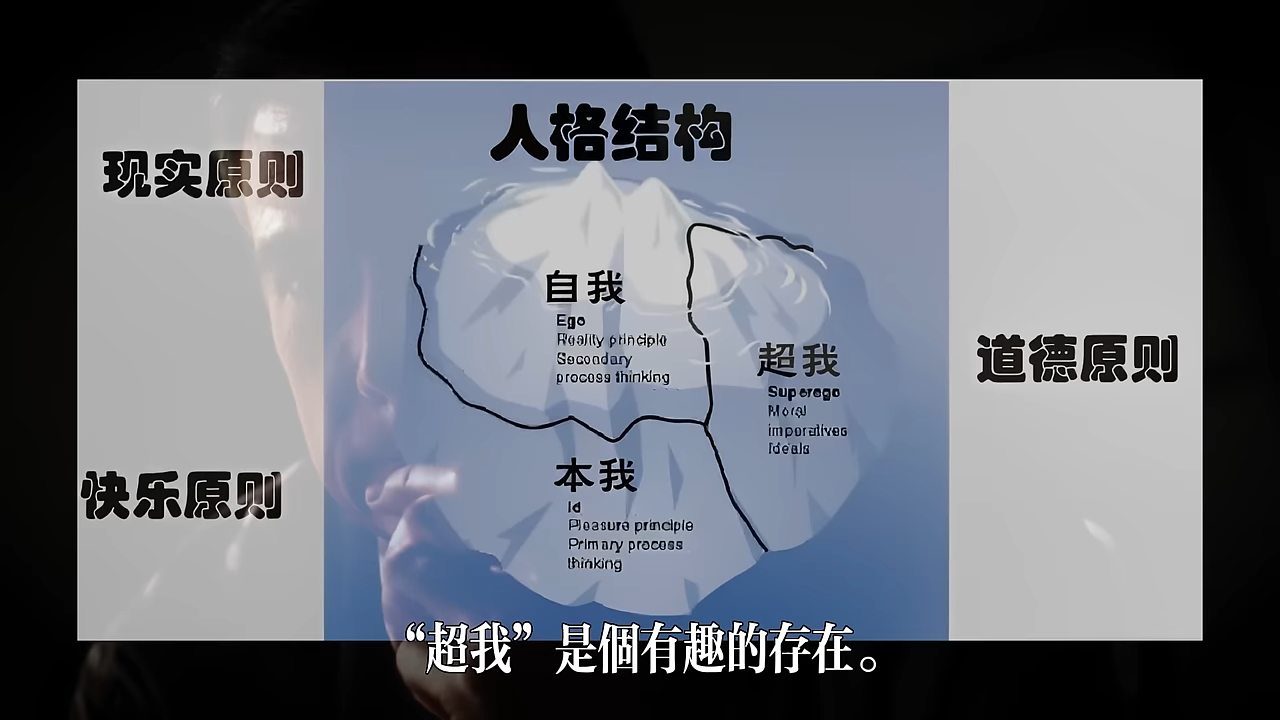 人格结构
现实原则
自我
Ego
Reality principle
Secondary
process thinking
超我
Superego
Moral
imperatives
Ideals
道德原则
快乐原则
本我
Id
Pleasure principle
Primary process
thinking
“超我”是個有趣的存在。